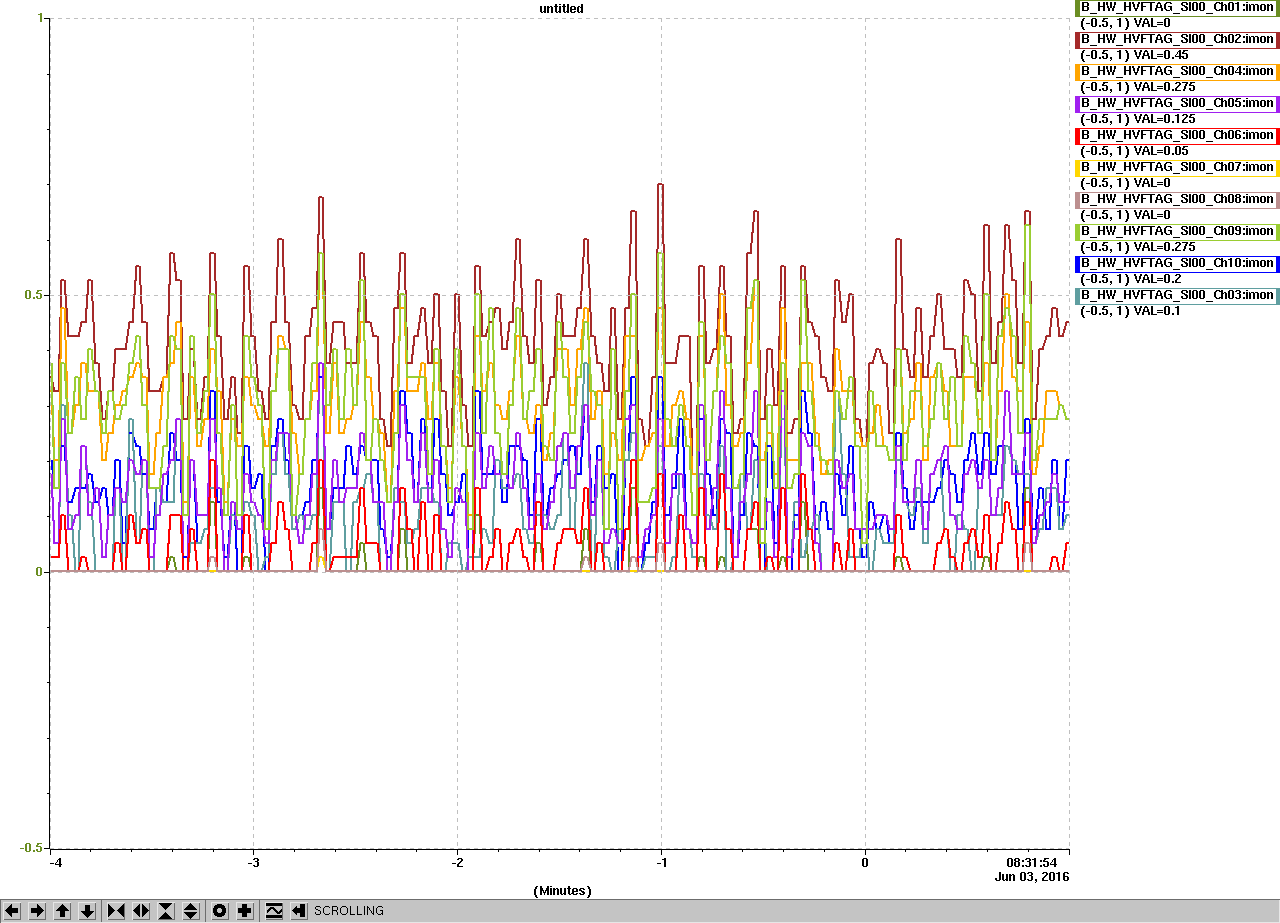 untitled
1
0.5
0
-0.5
-4
-3
-2
-1
0
08:31:54
Jun 03, 2016
(Minutes)
B_HW_HVFTAG_SI00_Ch01:imon
(-0.5, 1) VAL=0
B_HW_HVFTAG_SI00_Ch02:imon
(-0.5, 1) VAL=0.45
B_HW_HVFTAG_SI00_Ch04:imon
(-0.5, 1) VAL=0.275
B_HW_HVFTAG_SI00_Ch05:imon
(-0.5, 1) VAL=0.125
B_HW_HVFTAG_SI00_Ch06:imon
(-0.5, 1) VAL=0.05
B_HW_HVFTAG_SI00_Ch07:imon
(-0.5, 1) VAL=0
B_HW_HVFTAG_SI00_Ch08:imon
(-0.5, 1) VAL=0
B_HW_HVFTAG_SI00_Ch09:imon
(-0.5, 1) VAL=0.275
B_HW_HVFTAG_SI00_Ch10:imon
(-0.5, 1) VAL=0.2
B_HW_HVFTAG_SI00_Ch03:imon
(-0.5, 1) VAL=0.1
SCROLLING